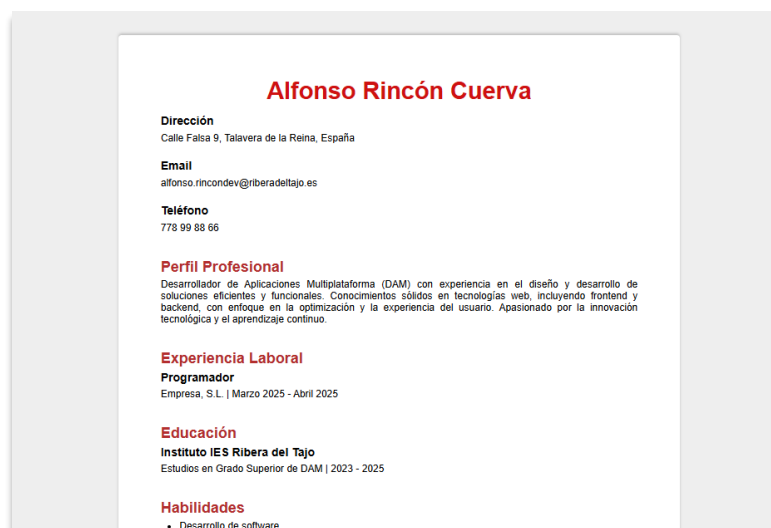 Alfonso Rincón Cuerva
Dirección
Calle Falsa 9, Talavera de la Reina, España
Email
alfonso.rincondev@riberadeltajo.es
Teléfono
778 99 88 66
Perfil Profesional
Desarrollador de Aplicaciones Multiplataforma (DAM) con experiencia en el diseño y desarrollo de
soluciones eficientes y funcionales. Conocimientos sólidos en tecnologías web, incluyendo frontend y
backend, con enfoque en la optimización y la experiencia del usuario. Apasionado por la innovación
tecnológica y el aprendizaje continuo.
Experiencia Laboral
Programador
Empresa, S.L. | Marzo 2025 - Abril 2025
Educación
Instituto IES Ribera del Tajo
Estudios en Grado Superior de DAM | 2023 - 2025
Habilidades
• Desarrollo de software